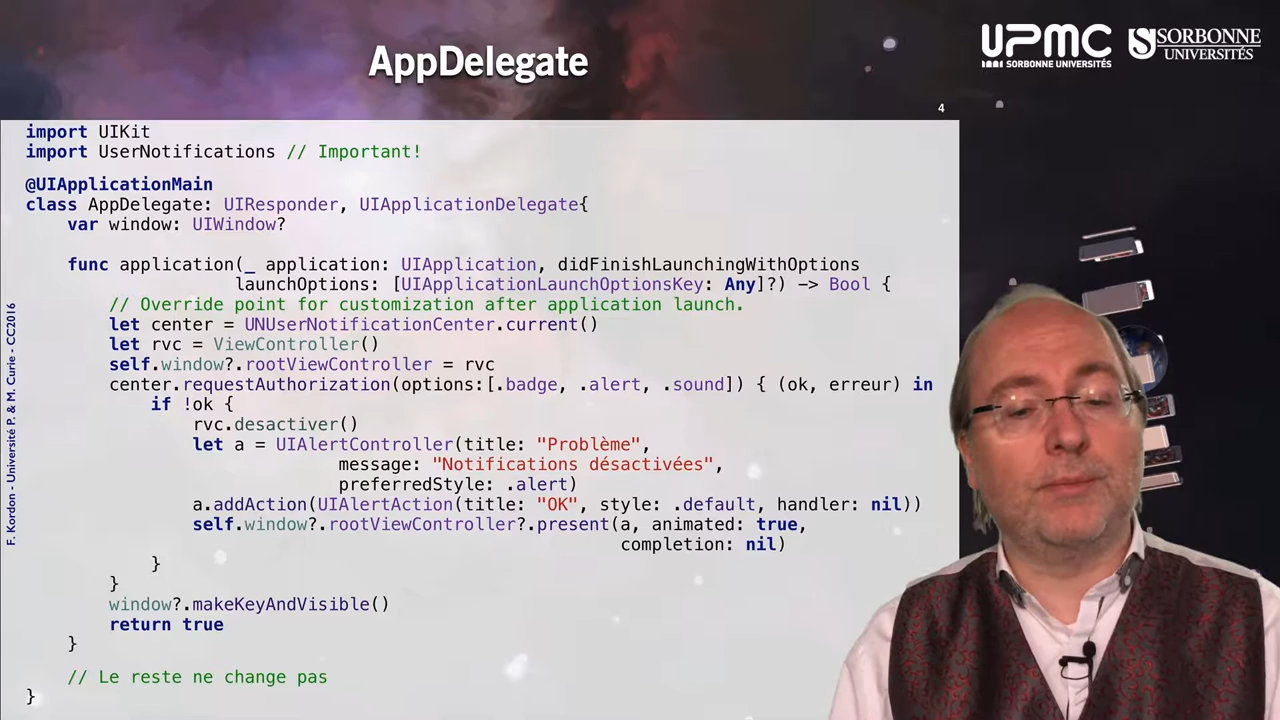 AppDelegate
UPMC
SORBONNE UNIVERSITÉS
SORBONNE
UNIVERSITÉS
4
import UIKit
import UserNotifications // Important!
@UIApplicationMain
class AppDelegate: UIResponder, UIApplicationDelegate{
var window: UIWindow?
func application(_ application: UIApplication, didFinishLaunchingWithOptions
launchOptions: [UIApplicationLaunchOptionsKey: Any]?) -> Bool {
// Override point for customization after application launch.
let center = UNUserNotificationCenter.current()
let rvc = ViewController()
self.window?.rootViewController = rvc
center.requestAuthorization(options:[.badge, .alert, .sound]) { (ok, erreur) in
if !ok {
rvc.desactiver()
let a = UIAlertController(title: "Problème",
message: "Notifications désactivées",
preferredStyle: .alert)
a.addAction(UIAlertAction(title: "OK", style: .default, handler: nil))
self.window?.rootViewController?.present(a, animated: true,
completion: nil)
}
}
window?.makeKeyAndVisible()
return true
}
// Le reste ne change pas
}
F. Kordon - Université P. & M. Curie - CC2016